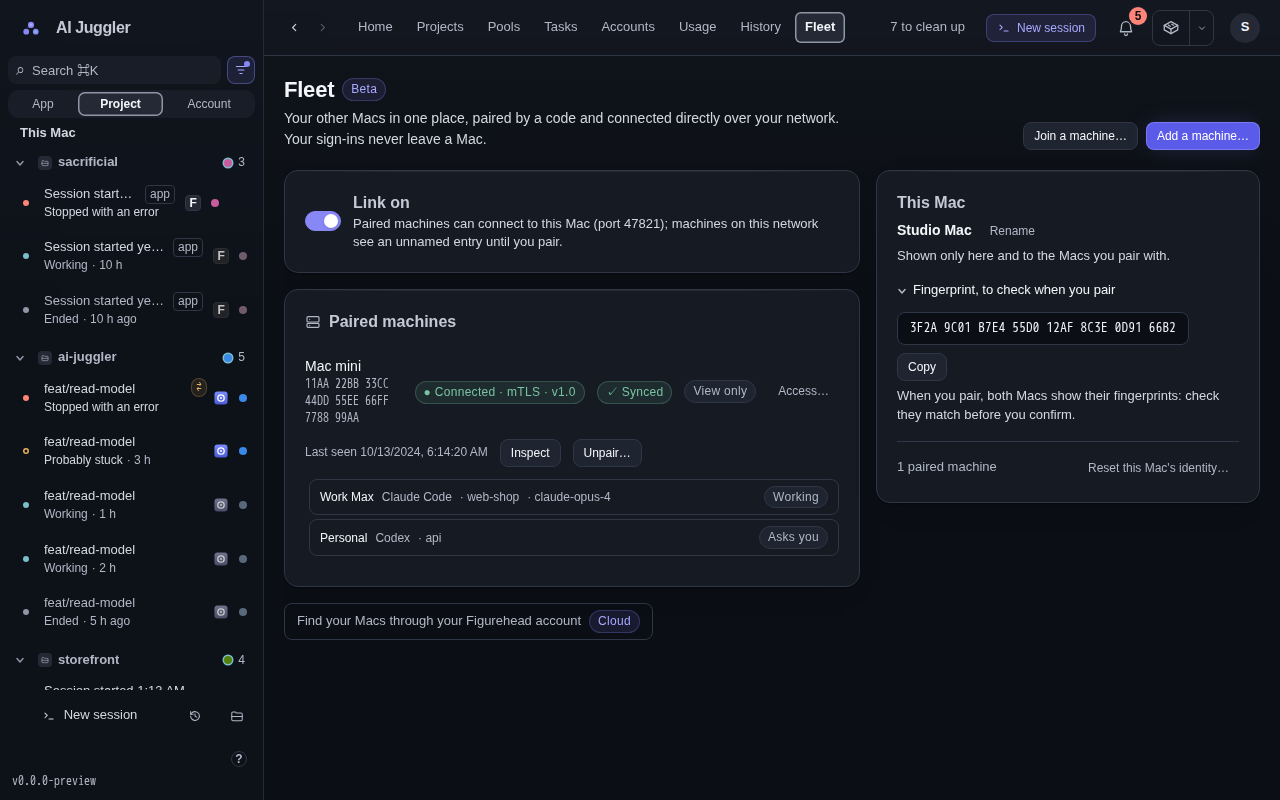 AI Juggler
Search ⌘K
App Project Account
This Mac
sacrificial 3
Session start… app F
Stopped with an error
Session started ye… app F
Working · 10 h
Session started ye… app F
Ended · 10 h ago
ai-juggler 5
feat/read-model
Stopped with an error
feat/read-model
Probably stuck · 3 h
feat/read-model
Working · 1 h
feat/read-model
Working · 2 h
feat/read-model
Ended · 5 h ago
storefront 4
Session started 1:13 AM
New session
?
v0.0.0-preview
Home Projects Pools Tasks Accounts Usage History Fleet 7 to clean up New session 5 S
Fleet Beta
Your other Macs in one place, paired by a code and connected directly over your network.
Your sign-ins never leave a Mac.
Join a machine… Add a machine…
Link on
Paired machines can connect to this Mac (port 47821); machines on this network
see an unnamed entry until you pair.
Paired machines
Mac mini
11AA 22BB 33CC
44DD 55EE 66FF
7788 99AA
Connected · mTLS · v1.0 ✓ Synced View only Access…
Last seen 10/13/2024, 6:14:20 AM Inspect Unpair…
Work Max Claude Code · web-shop · claude-opus-4 Working
Personal Codex · api Asks you
Find your Macs through your Figurehead account Cloud
This Mac
Studio Mac Rename
Shown only here and to the Macs you pair with.
Fingerprint, to check when you pair
3F2A 9C01 B7E4 55D0 12AF 8C3E 0D91 66B2
Copy
When you pair, both Macs show their fingerprints: check
they match before you confirm.
1 paired machine Reset this Mac's identity…